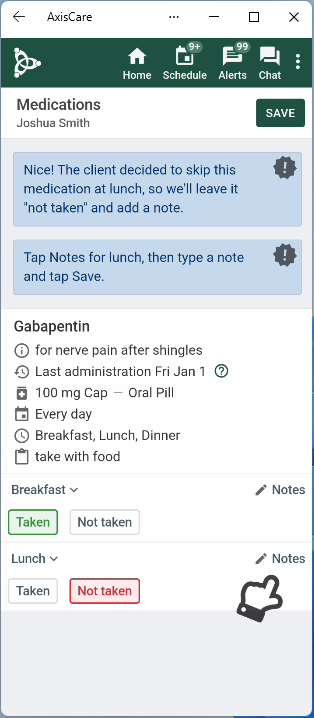 AxisCare
9+
99
Home Schedule Alerts Chat
Medications
Joshua Smith
SAVE
Nice! The client decided to skip this
medication at lunch, so we'll leave it
"not taken" and add a note.
Tap Notes for lunch, then type a note
and tap Save.
Gabapentin
for nerve pain after shingles
Last administration Fri Jan 1
100 mg Cap — Oral Pill
Every day
Breakfast, Lunch, Dinner
take with food
Breakfast Notes
Taken Not taken
Lunch Notes
Taken Not taken